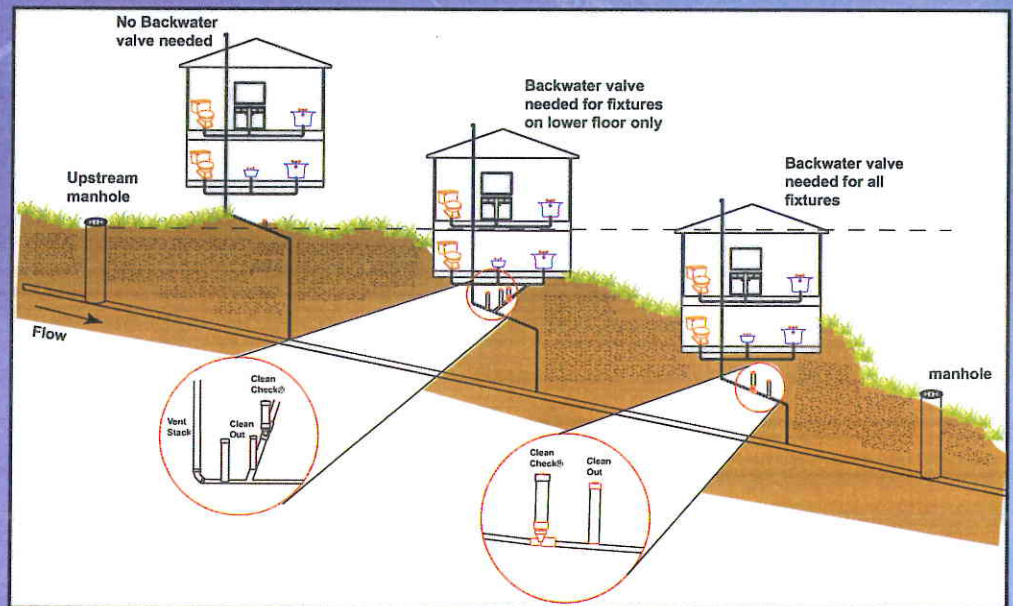 No Backwater
valve needed
Backwater valve
needed for fixtures
on lower floor only
Backwater valve
needed for all
fixtures
Upstream
manhole
Flow
manhole
Clean
Check®
Vent
Stack
Clean
Out
Clean
Check®
Clean
Out